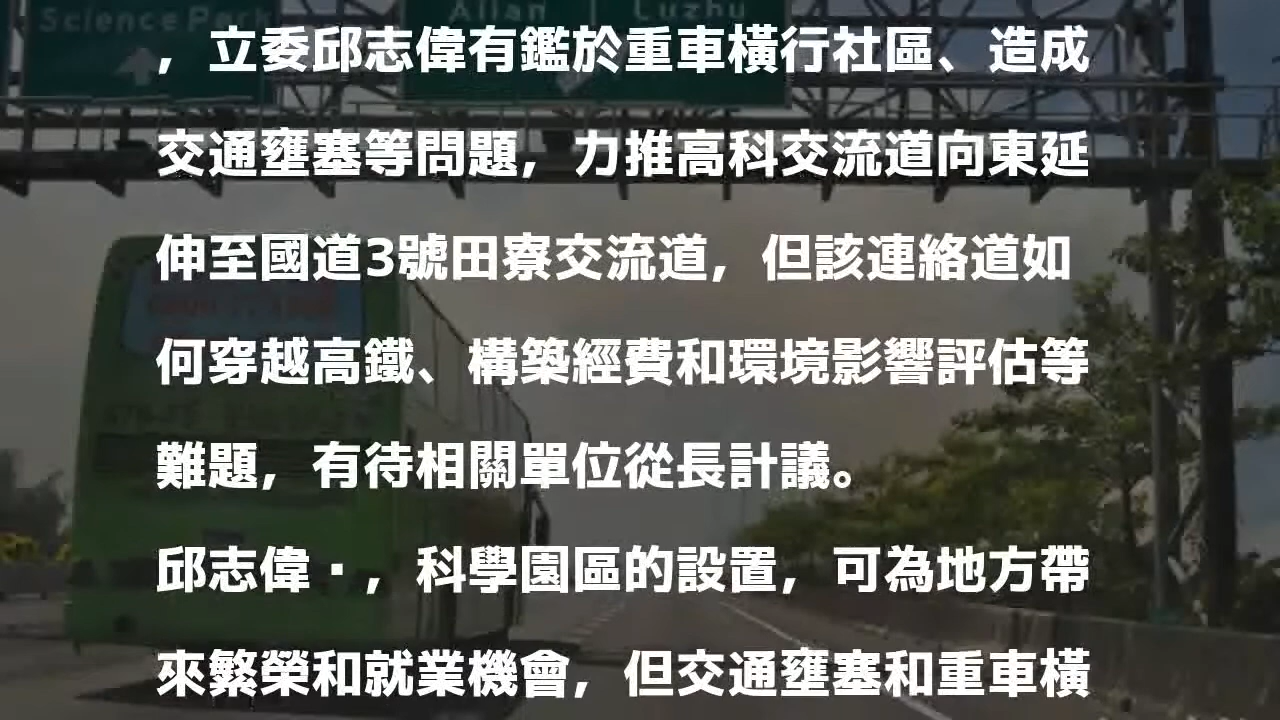 Science Park
Alian
Luzhu
，立委邱志偉有鑑於重車橫行社區、造成
交通壅塞等問題，力推高科交流道向東延
伸至國道3號田寮交流道，但該連絡道如
何穿越高鐵、構築經費和環境影響評估等
難題，有待相關單位從長計議。
邱志偉·，科學園區的設置，可為地方帶
來繁榮和就業機會，但交通壅塞和重車橫